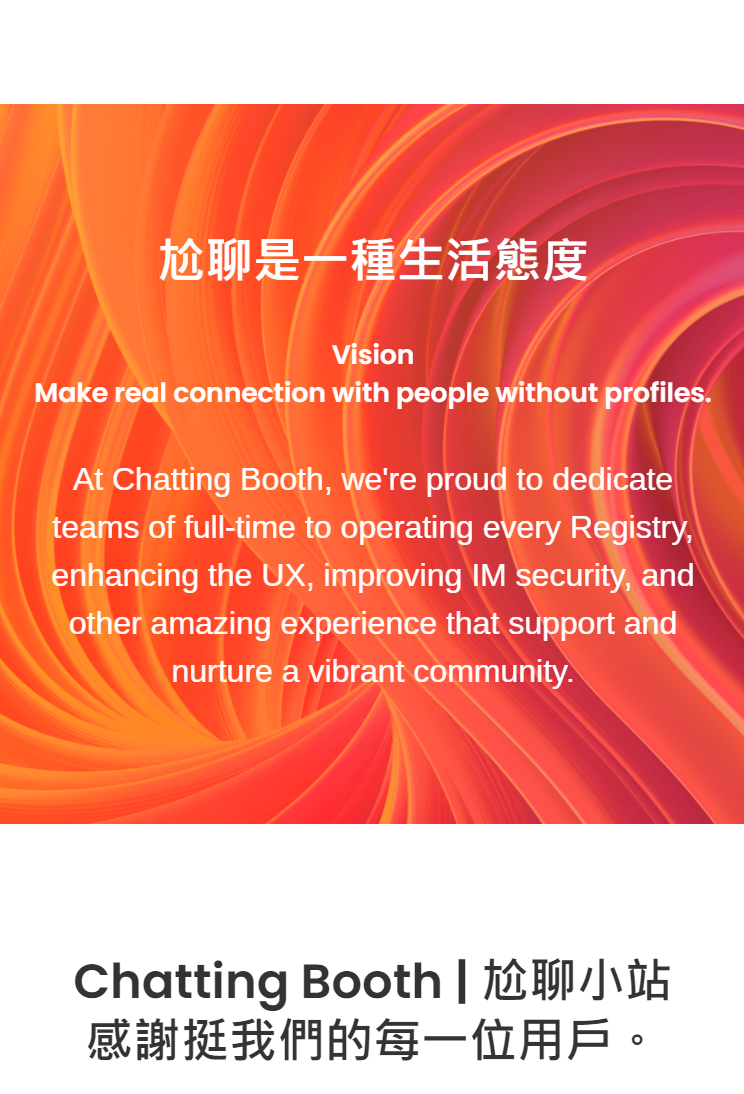 尬聊是一種生活態度
Vision
Make real connection with people without profiles.
At Chatting Booth, we're proud to dedicate
teams of full-time to operating every Registry,
enhancing the UX, improving IM security, and
other amazing experience that support and
nurture a vibrant community.
Chatting Booth | 尬聊小站
感謝挺我們的每一位用戶。